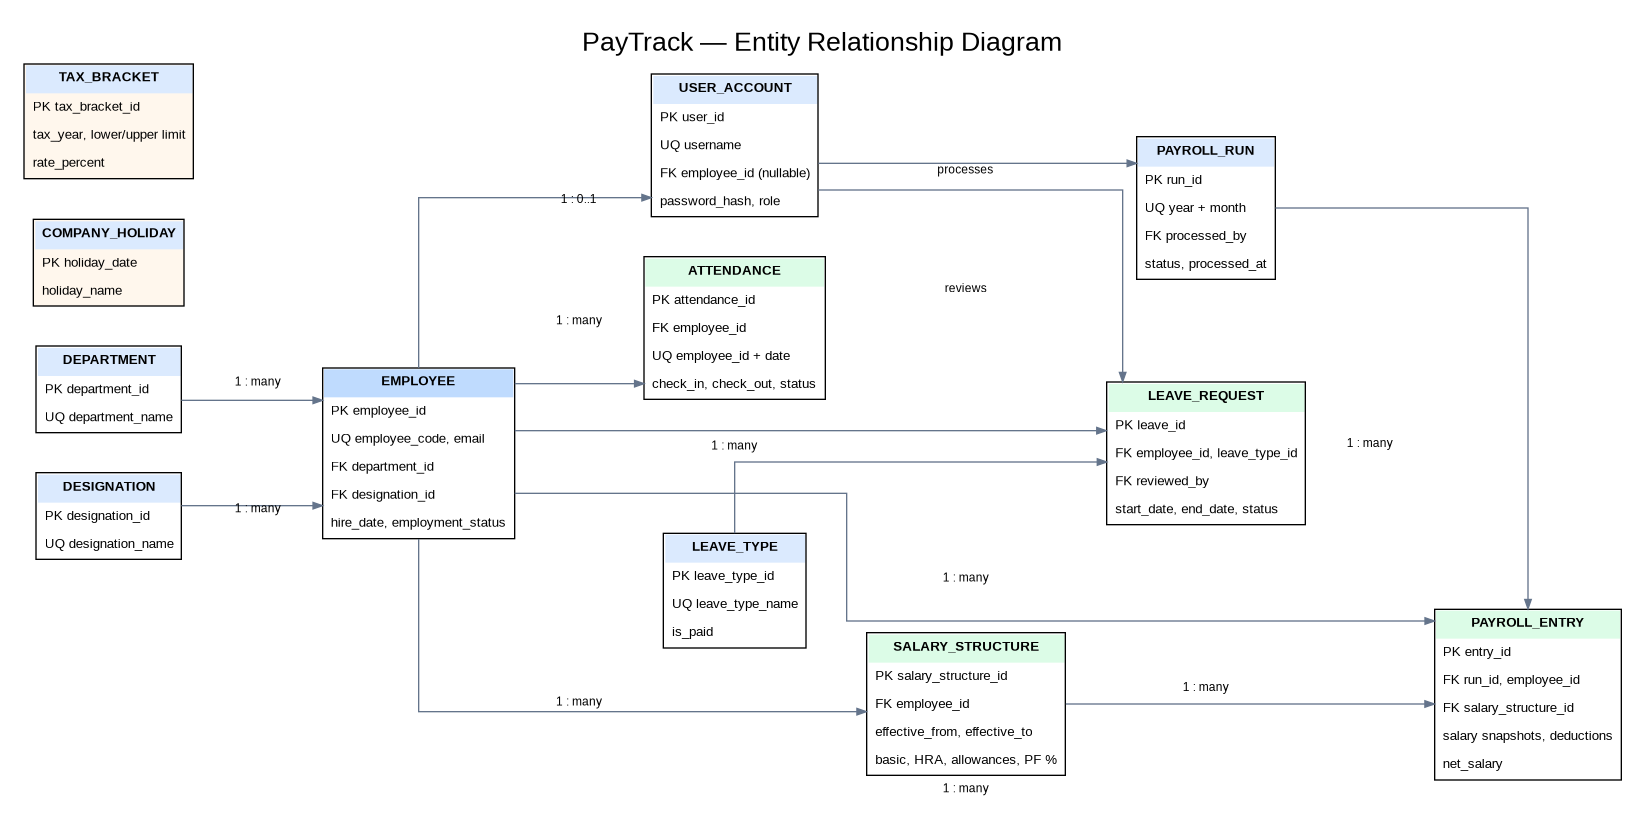 PayTrack — Entity Relationship Diagram
TAX_BRACKET
PK tax_bracket_id
tax_year, lower/upper limit
rate_percent
COMPANY_HOLIDAY
PK holiday_date
holiday_name
DEPARTMENT
PK department_id
UQ department_name
DESIGNATION
PK designation_id
UQ designation_name
1 : many
1 : many
EMPLOYEE
PK employee_id
UQ employee_code, email
FK department_id
FK designation_id
hire_date, employment_status
1 : 0..1
1 : many
1 : many
1 : many
USER_ACCOUNT
PK user_id
UQ username
FK employee_id (nullable)
password_hash, role
ATTENDANCE
PK attendance_id
FK employee_id
UQ employee_id + date
check_in, check_out, status
LEAVE_TYPE
PK leave_type_id
UQ leave_type_name
is_paid
processes
reviews
1 : many
SALARY_STRUCTURE
PK salary_structure_id
FK employee_id
effective_from, effective_to
basic, HRA, allowances, PF %
1 : many
PAYROLL_RUN
PK run_id
UQ year + month
FK processed_by
status, processed_at
LEAVE_REQUEST
PK leave_id
FK employee_id, leave_type_id
FK reviewed_by
start_date, end_date, status
1 : many
1 : many
PAYROLL_ENTRY
PK entry_id
FK run_id, employee_id
FK salary_structure_id
salary snapshots, deductions
net_salary